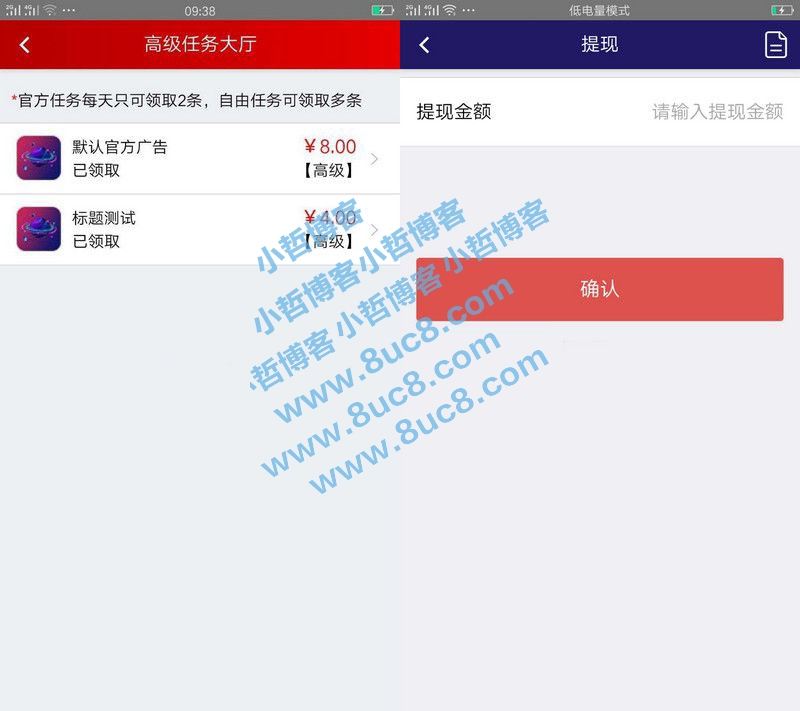 2G 4G ... 09:38
高级任务大厅
*官方任务每天只可领取2条，自由任务可领取多条
默认官方广告 ￥8.00
已领取 【高级】
标题测试 ￥4.00
已领取 【高级】
2G 4G ... 低电量模式
提现
提现金额 请输入提现金额
确认
小哲博客小哲博客
小哲博客小哲博客小哲博客
小哲博客
www.8uc8.com
www.8uc8.com
www.8uc8.com